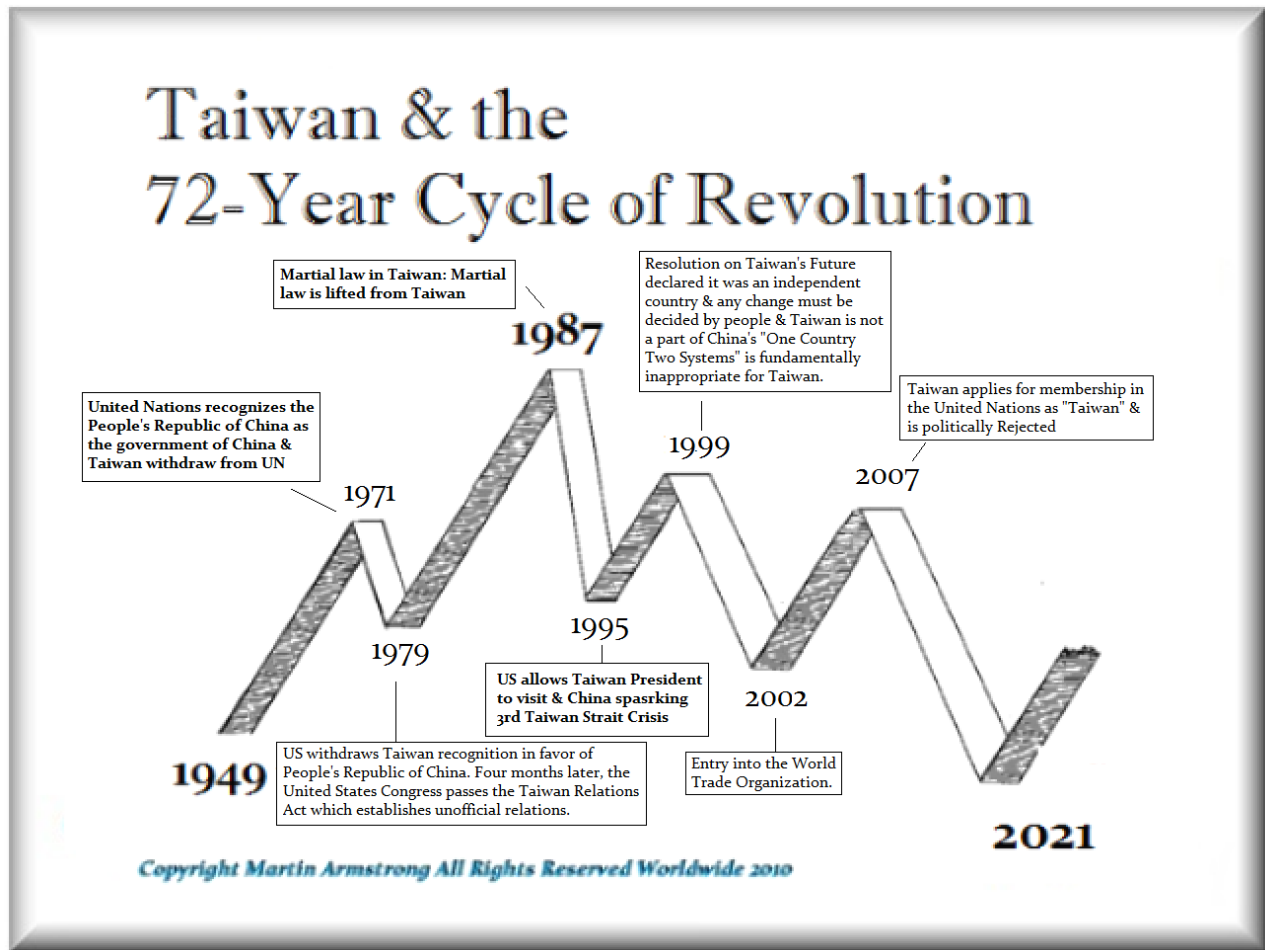 Taiwan & the
72-Year Cycle of Revolution
Martial law in Taiwan: Martial
law is lifted from Taiwan
1987
Resolution on Taiwan's Future
declared it was an independent
country & any change must be
decided by people & Taiwan is not
a part of China's "One Country
Two Systems" is fundamentally
inappropriate for Taiwan.
1999
Taiwan applies for membership in
the United Nations as "Taiwan" &
is politically Rejected
2007
United Nations recognizes the
People's Republic of China as
the government of China &
Taiwan withdraw from UN
1971
1979
1995
US allows Taiwan President
to visit & China spasrking
3rd Taiwan Strait Crisis
2002
1949
US withdraws Taiwan recognition in favor of
People's Republic of China. Four months later, the
United States Congress passes the Taiwan Relations
Act which establishes unofficial relations.
Entry into the World
Trade Organization.
2021
Copyright Martin Armstrong All Rights Reserved Worldwide 2010